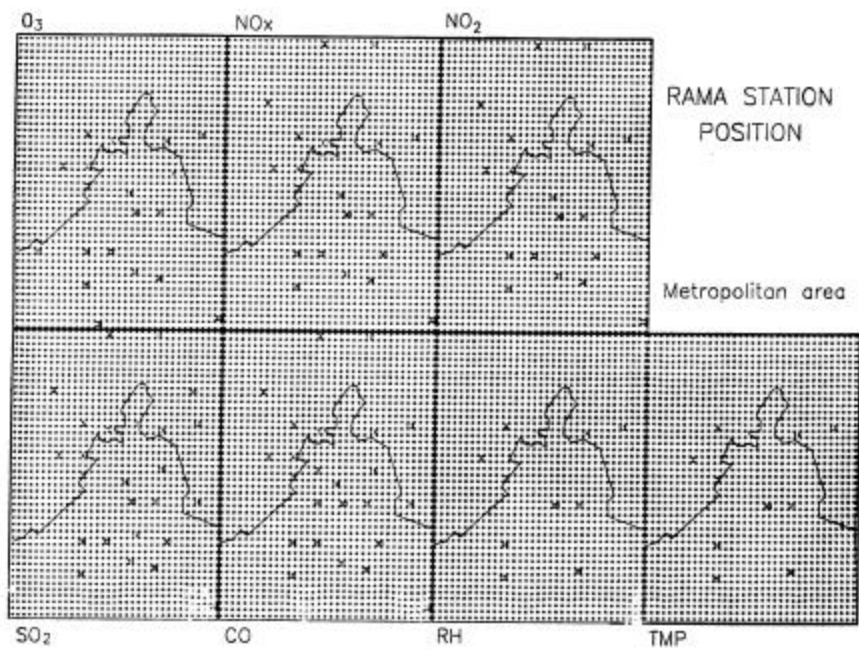 O₃ NOx NO₂
RAMA STATION
POSITION
Metropolitan area
SO₂ CO RH TMP